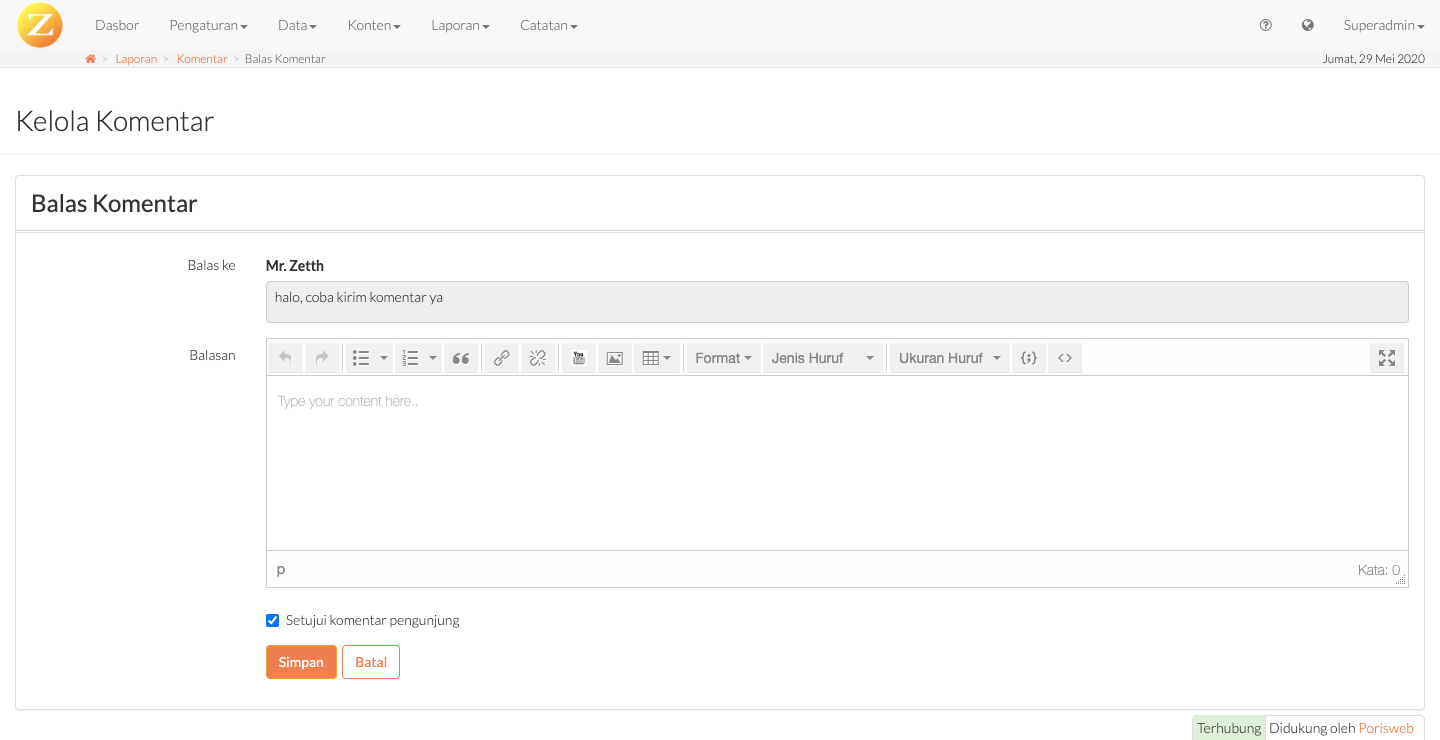 Z Dasbor Pengaturan Data Konten Laporan Catatan Superadmin
> Laporan > Komentar > Balas Komentar Jumat, 29 Mei 2020
Kelola Komentar
Balas Komentar
Balas ke Mr. Zetth
halo, coba kirim komentar ya
Balasan Format Jenis Huruf Ukuran Huruf
Type your content here..
p Kata: 0
Setujui komentar pengunjung
Simpan Batal
Terhubung Didukung oleh Porisweb